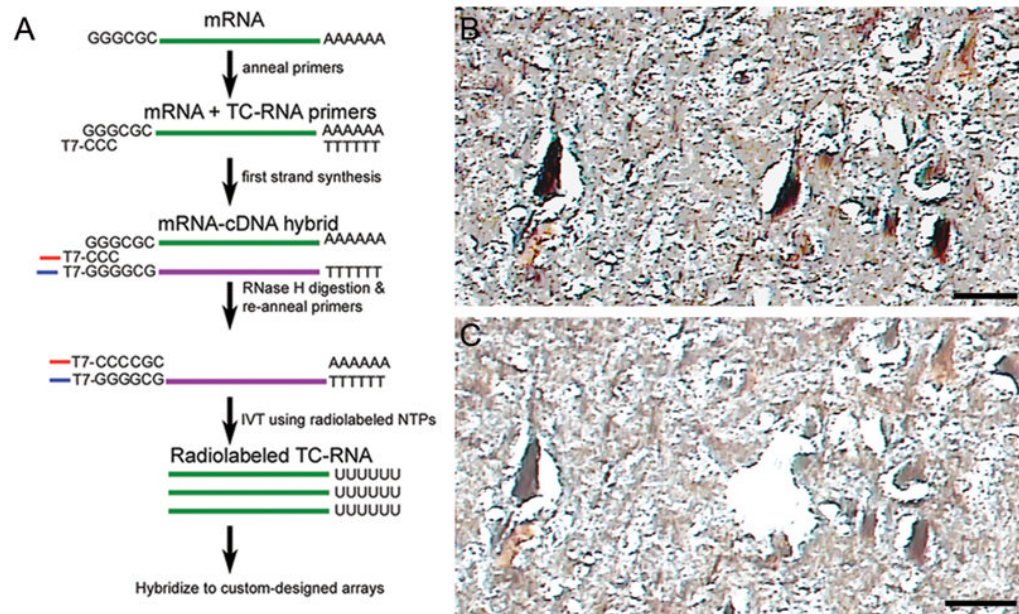 A
mRNA
GGGCGC AAAAAA
anneal primers
mRNA + TC-RNA primers
GGGCGC AAAAAA
T7-CCC TTTTTT
first strand synthesis
mRNA-cDNA hybrid
GGGCGC AAAAAA
T7-CCC
T7-GGGGCG TTTTTT
RNase H digestion &
re-anneal primers
T7-CCCCGC AAAAAA
T7-GGGGCG TTTTTT
IVT using radiolabeled NTPs
Radiolabeled TC-RNA
UUUUUU
UUUUUU
UUUUUU
Hybridize to custom-designed arrays
B
C